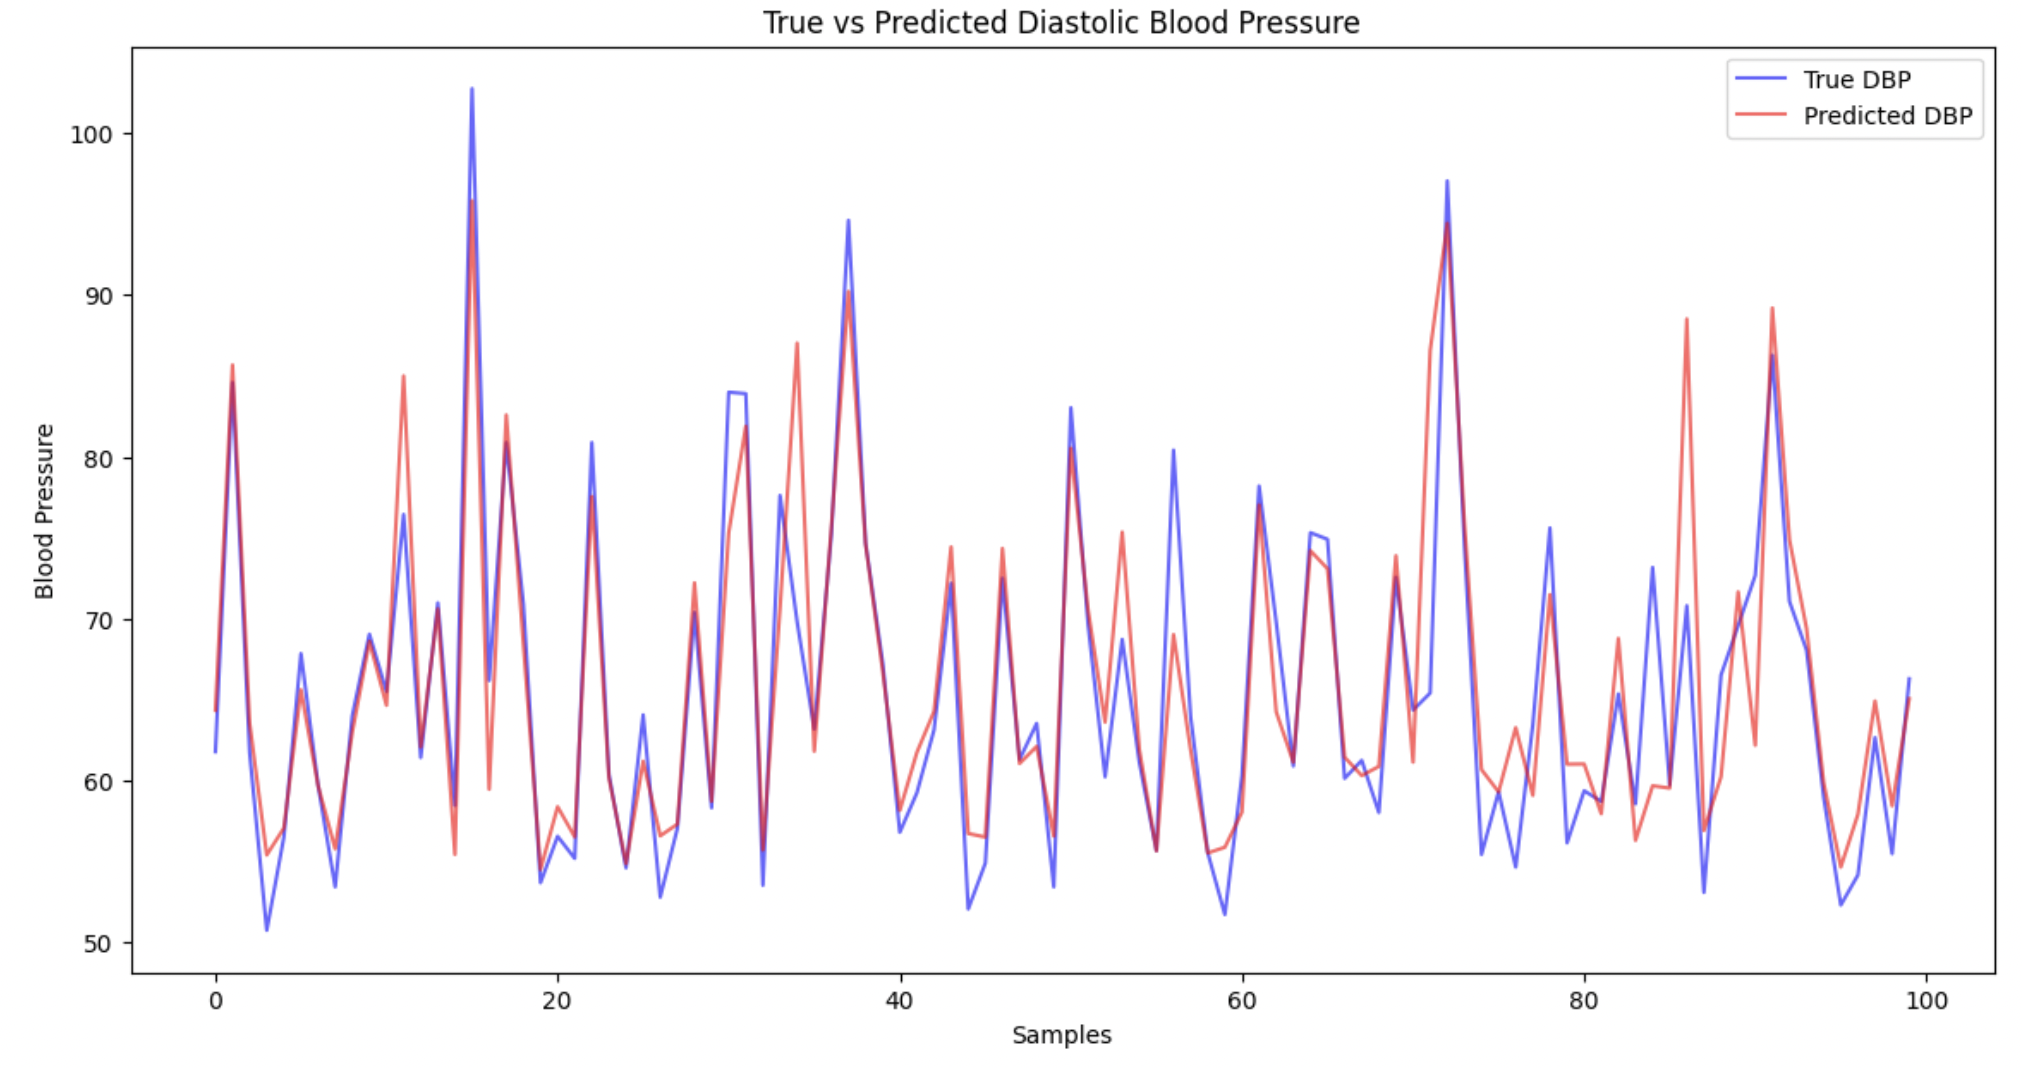 True vs Predicted Diastolic Blood Pressure
True DBP
Predicted DBP
100
90
80
70
60
50
Blood Pressure
0 20 40 60 80 100
Samples